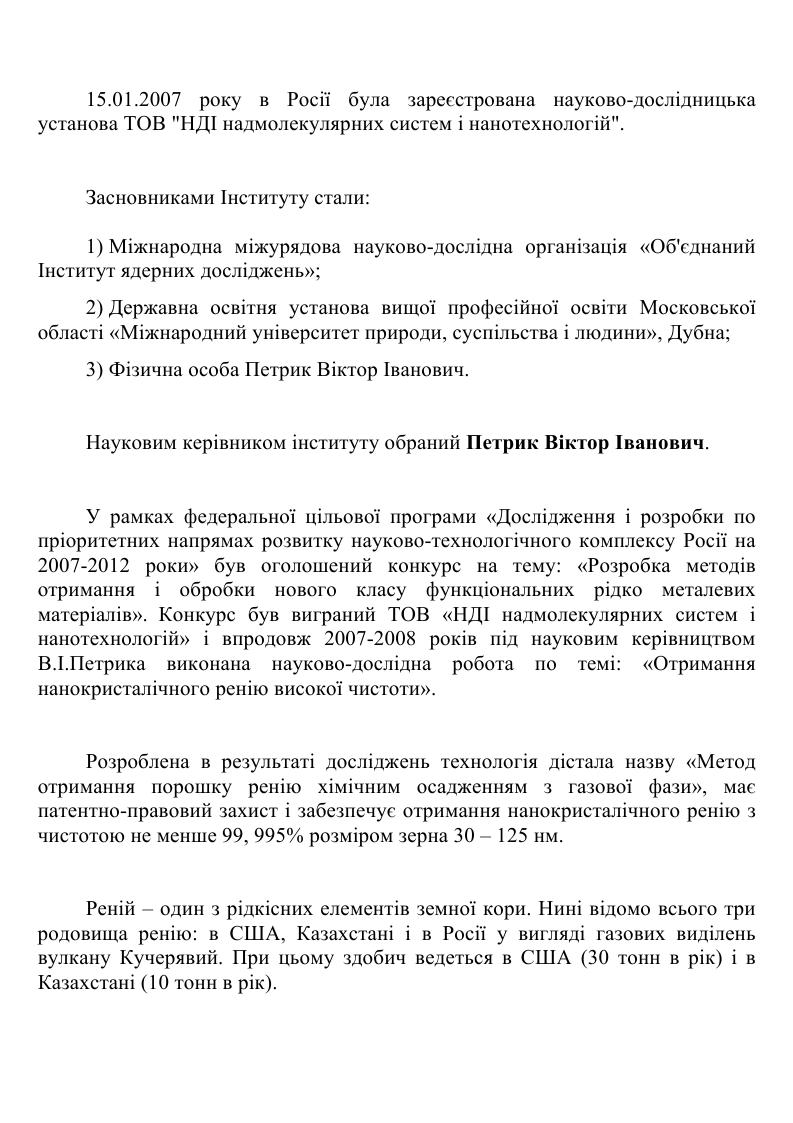 15.01.2007 року в Росії була зареєстрована науково-дослідницька
установа ТОВ "НДІ надмолекулярних систем і нанотехнологій".
Засновниками Інституту стали:
1) Міжнародна міжурядова науково-дослідна організація «Об'єднаний
Інститут ядерних досліджень»;
2) Державна освітня установа вищої професійної освіти Московської
області «Міжнародний університет природи, суспільства і людини», Дубна;
3) Фізична особа Петрик Віктор Іванович.
Науковим керівником інституту обраний Петрик Віктор Іванович.
У рамках федеральної цільової програми «Дослідження і розробки по
пріоритетних напрямах розвитку науково-технологічного комплексу Росії на
2007-2012 роки» був оголошений конкурс на тему: «Розробка методів
отримання і обробки нового класу функціональних рідко металевих
матеріалів». Конкурс був виграний ТОВ «НДІ надмолекулярних систем і
нанотехнологій» і впродовж 2007-2008 років під науковим керівництвом
В.І.Петрика виконана науково-дослідна робота по темі: «Отримання
нанокристалічного ренію високої чистоти».
Розроблена в результаті досліджень технологія дістала назву «Метод
отримання порошку ренію хімічним осадженням з газової фази», має
патентно-правовий захист і забезпечує отримання нанокристалічного ренію з
чистотою не менше 99, 995% розміром зерна 30 – 125 нм.
Реній – один з рідкісних елементів земної кори. Нині відомо всього три
родовища ренію: в США, Казахстані і в Росії у вигляді газових виділень
вулкану Кучерявий. При цьому здобич ведеться в США (30 тонн в рік) і в
Казахстані (10 тонн в рік).